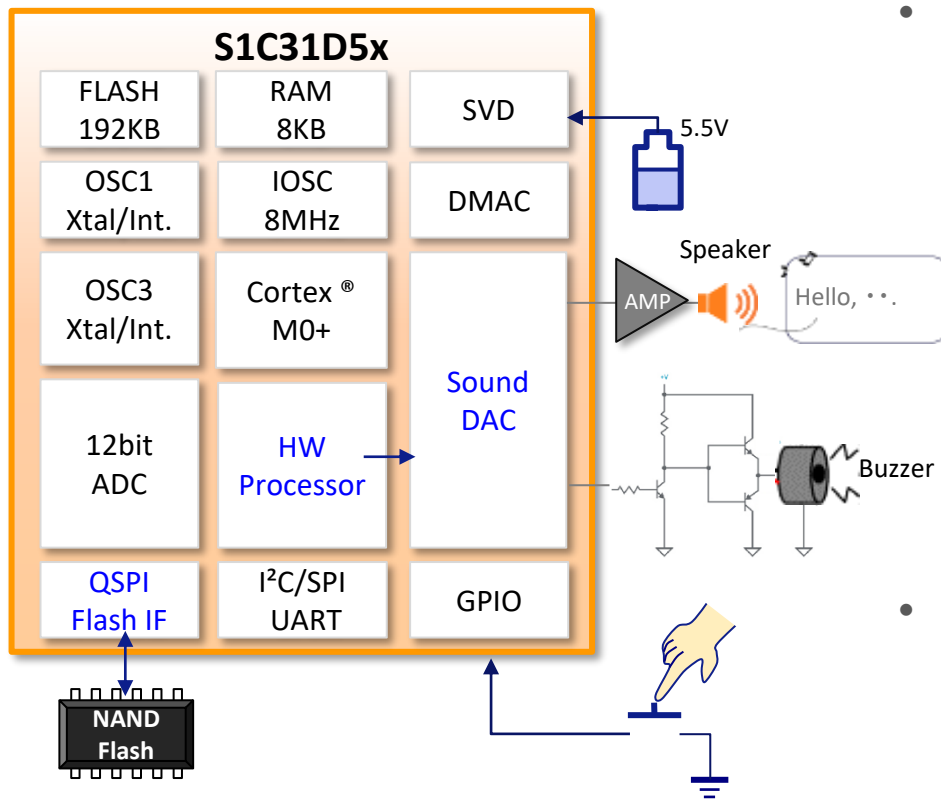 S1C31D5x
FLASH
192KB
RAM
8KB
SVD
5.5V
OSC1
Xtal/Int.
IOSC
8MHz
DMAC
OSC3
Xtal/Int.
Cortex ®
M0+
Sound
DAC
Speaker
AMP
Hello, ・・.
12bit
ADC
HW
Processor
+V
Buzzer
QSPI
Flash IF
I²C/SPI
UART
GPIO
NAND
Flash